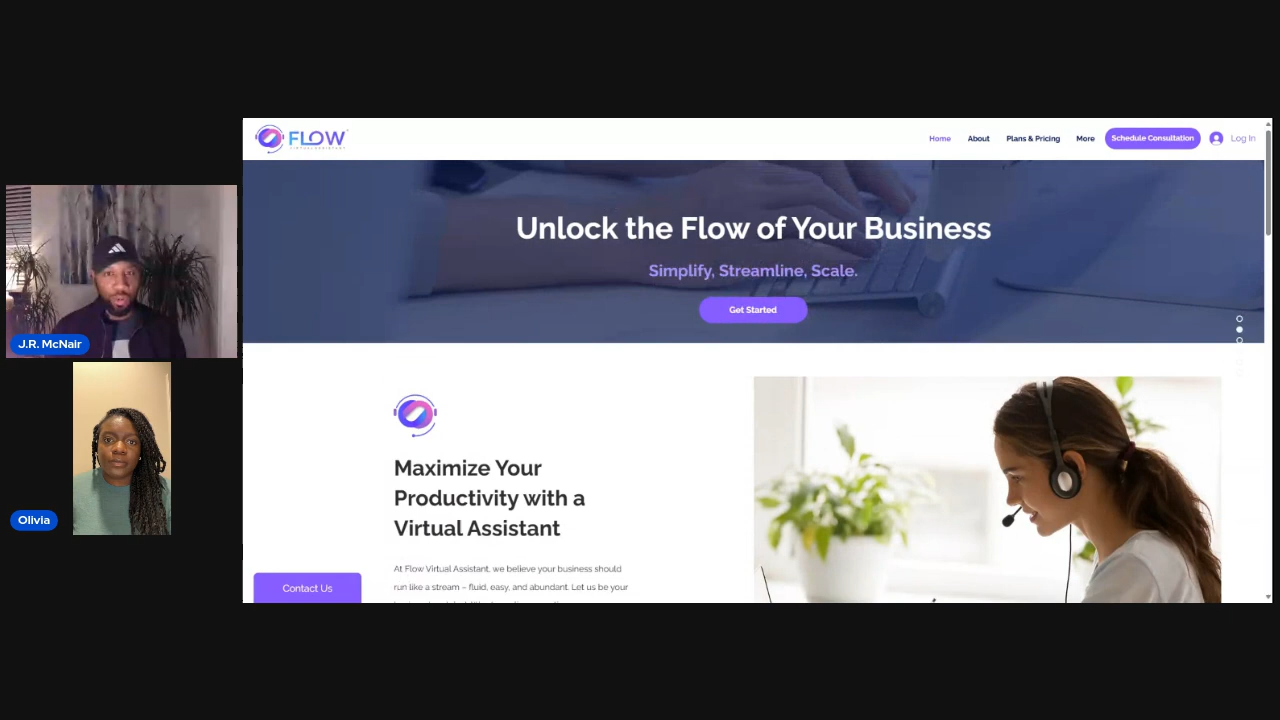 J.R. McNair
Olivia
FLOW
VIRTUAL ASSISTANT
Home About Plans & Pricing More Schedule Consultation Log In
Unlock the Flow of Your Business
Simplify, Streamline, Scale.
Get Started
Maximize Your
Productivity with a
Virtual Assistant
At Flow Virtual Assistant, we believe your business should
run like a stream – fluid, easy, and abundant. Let us be your
Contact Us